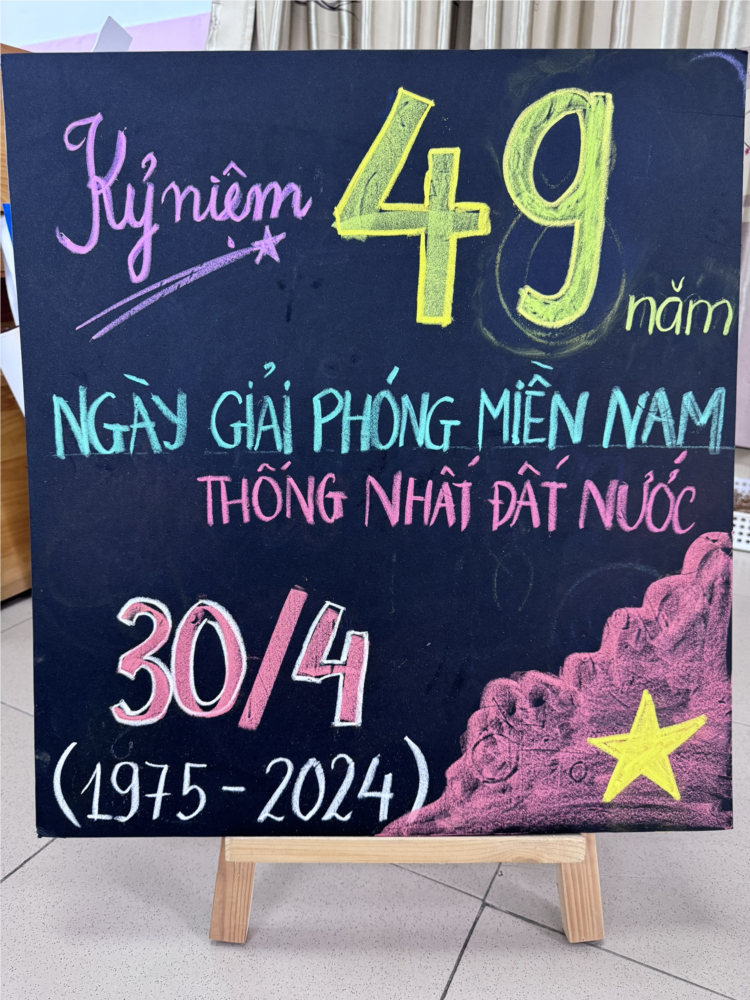 Kỷ niệm 49 năm
NGÀY GIẢI PHÓNG MIỀN NAM
THỐNG NHẤT ĐẤT NƯỚC
30/4
(1975 - 2024)